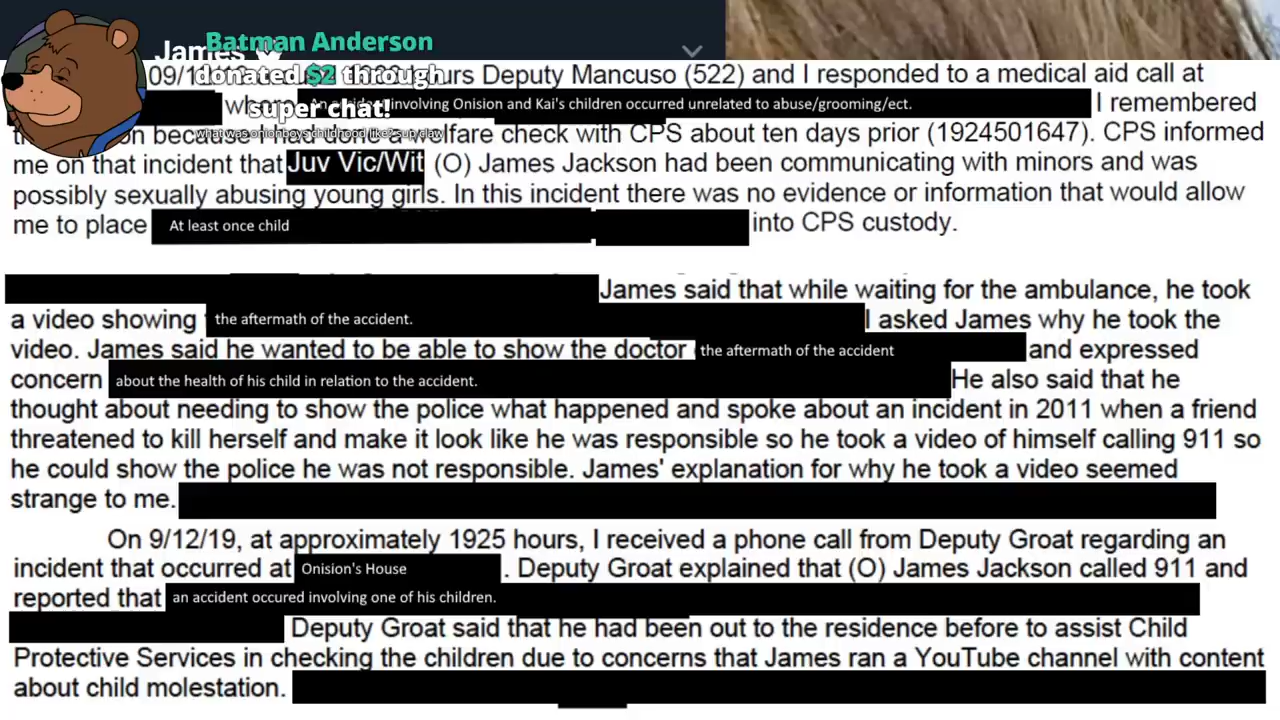 James
Batman Anderson
donated $2 through
super chat!
what was onionboys childhood like? sup claw
09/1 hours Deputy Mancuso (522) and I responded to a medical aid call at
involving Onision and Kai's children occurred unrelated to abuse/grooming/ect. I remembered
because I had done a welfare check with CPS about ten days prior (1924501647). CPS informed
me on that incident that Juv Vic/Wit (O) James Jackson had been communicating with minors and was
possibly sexually abusing young girls. In this incident there was no evidence or information that would allow
me to place At least once child into CPS custody.
James said that while waiting for the ambulance, he took
a video showing the aftermath of the accident. I asked James why he took the
video. James said he wanted to be able to show the doctor the aftermath of the accident and expressed
concern about the health of his child in relation to the accident. He also said that he
thought about needing to show the police what happened and spoke about an incident in 2011 when a friend
threatened to kill herself and make it look like he was responsible so he took a video of himself calling 911 so
he could show the police he was not responsible. James' explanation for why he took a video seemed
strange to me.
On 9/12/19, at approximately 1925 hours, I received a phone call from Deputy Groat regarding an
incident that occurred at Onision's House . Deputy Groat explained that (O) James Jackson called 911 and
reported that an accident occured involving one of his children.
Deputy Groat said that he had been out to the residence before to assist Child
Protective Services in checking the children due to concerns that James ran a YouTube channel with content
about child molestation.